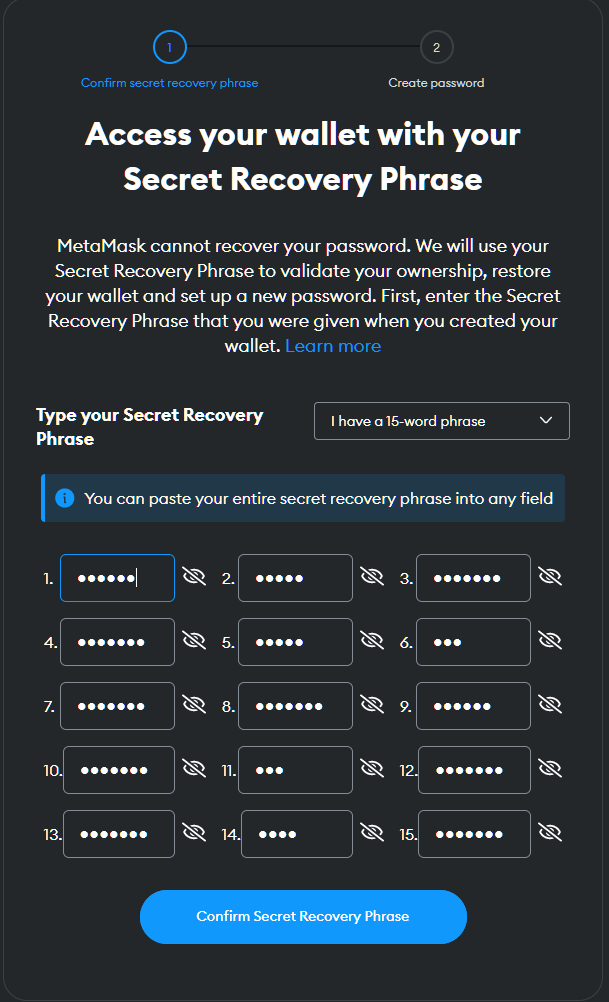 1
2
Confirm secret recovery phrase
Create password
Access your wallet with your
Secret Recovery Phrase
MetaMask cannot recover your password. We will use your
Secret Recovery Phrase to validate your ownership, restore
your wallet and set up a new password. First, enter the Secret
Recovery Phrase that you were given when you created your
wallet. Learn more
Type your Secret Recovery
Phrase
I have a 15-word phrase
You can paste your entire secret recovery phrase into any field
1. •••••• 2. ••••• 3. •••••••
4. ••••••• 5. ••••• 6. •••
7. ••••••• 8. ••••••• 9. ••••••
10. ••••••• 11. ••• 12. •••••••
13. ••••••• 14. •••• 15. •••••••
Confirm Secret Recovery Phrase